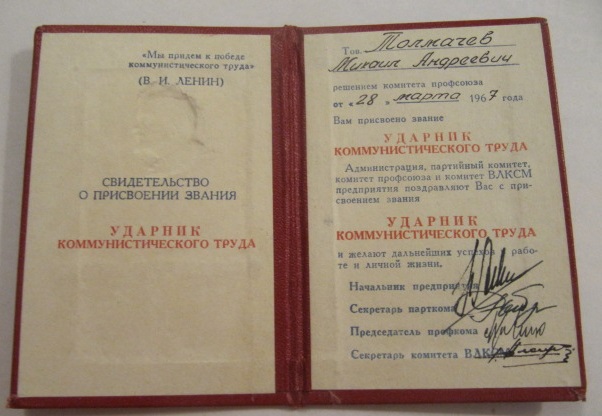 «Мы придем к победе
коммунистического труда»
(В. И. ЛЕНИН)
СВИДЕТЕЛЬСТВО
О ПРИСВОЕНИИ ЗВАНИЯ
УДАРНИК
КОММУНИСТИЧЕСКОГО ТРУДА
Тов. Толмачев
Михаил Андреевич
решением комитета профсоюза
от «28» марта 1967 года
Вам присвоено звание
УДАРНИК
КОММУНИСТИЧЕСКОГО ТРУДА
Администрация, партийный комитет,
комитет профсоюза и комитет ВЛКСМ
предприятия поздравляют Вас с при-
своением звания
УДАРНИК
КОММУНИСТИЧЕСКОГО ТРУДА
и желают дальнейших успехов в рабо-
те и личной жизни.
Начальник предприятия
Секретарь парткома
Председатель профкома
Секретарь комитета ВЛКСМ